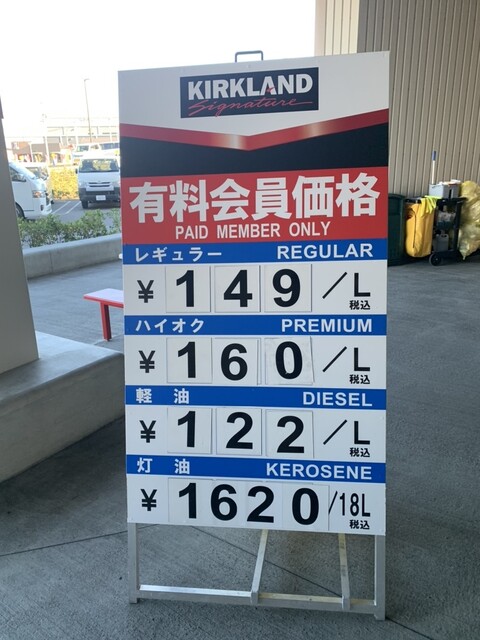 KIRKLAND
Signature
有料会員価格
PAID MEMBER ONLY
レギュラー REGULAR
¥ 149 /L 税込
ハイオク PREMIUM
¥ 160 /L 税込
軽 油 DIESEL
¥ 122 /L 税込
灯 油 KEROSENE
¥ 1620 /18L 税込